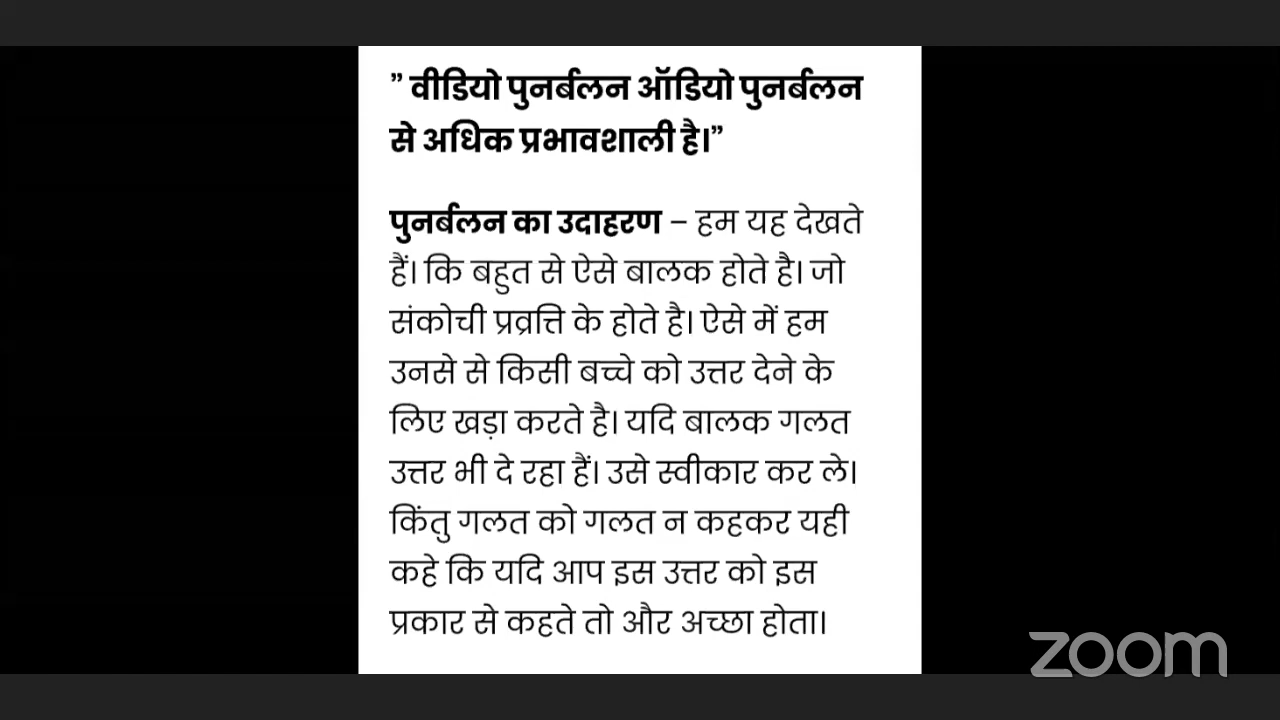 ” वीडियो पुनर्बलन ऑडियो पुनर्बलन
से अधिक प्रभावशाली है।”
पुनर्बलन का उदाहरण – हम यह देखते
हैं। कि बहुत से ऐसे बालक होते है। जो
संकोची प्रव्रत्ति के होते है। ऐसे में हम
उनसे से किसी बच्चे को उत्तर देने के
लिए खड़ा करते है। यदि बालक गलत
उत्तर भी दे रहा हैं। उसे स्वीकार कर ले।
किंतु गलत को गलत न कहकर यही
कहे कि यदि आप इस उत्तर को इस
प्रकार से कहते तो और अच्छा होता।
zoom